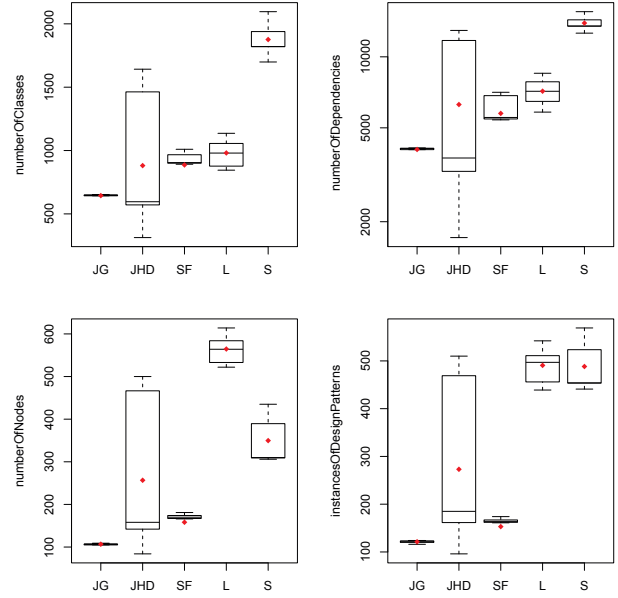 numberOfClasses
2000
1500
1000
500
JG JHD SF L S
numberOfDependencies
10000
5000
2000
JG JHD SF L S
numberOfNodes
600
500
400
300
200
100
JG JHD SF L S
instancesOfDesignPatterns
500
400
300
200
100
JG JHD SF L S